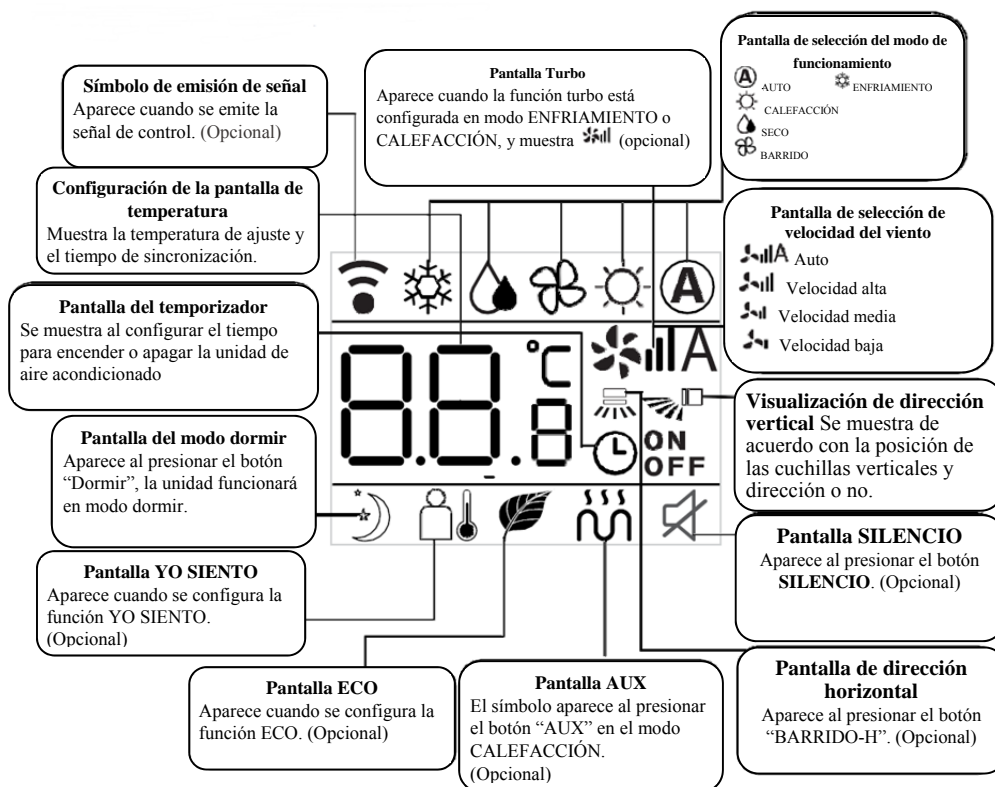 Símbolo de emisión de señal
Aparece cuando se emite la
señal de control. (Opcional)
Pantalla Turbo
Aparece cuando la función turbo está
configurada en modo ENFRIAMIENTO o
CALEFACCIÓN, y muestra (opcional)
Pantalla de selección del modo de
funcionamiento
A AUTO ENFRIAMIENTO
CALEFACCIÓN
SECO
BARRIDO
Configuración de la pantalla de
temperatura
Muestra la temperatura de ajuste y
el tiempo de sincronización.
Pantalla de selección de
velocidad del viento
A Auto
Velocidad alta
Velocidad media
Velocidad baja
Pantalla del temporizador
Se muestra al configurar el tiempo
para encender o apagar la unidad de
aire acondicionado
A
88.8 °C
A
ON
OFF
Visualización de dirección
vertical Se muestra de
acuerdo con la posición de
las cuchillas verticales y
dirección o no.
Pantalla del modo dormir
Aparece al presionar el botón
“Dormir”, la unidad funcionará
en modo dormir.
Pantalla SILENCIO
Aparece al presionar el botón
SILENCIO. (Opcional)
Pantalla YO SIENTO
Aparece cuando se configura la
función YO SIENTO.
(Opcional)
Pantalla ECO
Aparece cuando se configura la
función ECO. (Opcional)
Pantalla AUX
El símbolo aparece al presionar
el botón “AUX” en el modo
CALEFACCIÓN.
(Opcional)
Pantalla de dirección
horizontal
Aparece al presionar el botón
“BARRIDO-H”. (Opcional)